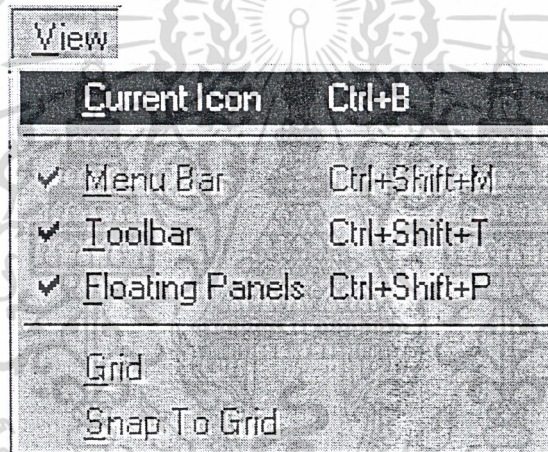 View
Current Icon Ctrl+B
✓ Menu Bar Ctrl+Shift+M
✓ Toolbar Ctrl+Shift+T
✓ Floating Panels Ctrl+Shift+P
Grid
Snap To Grid